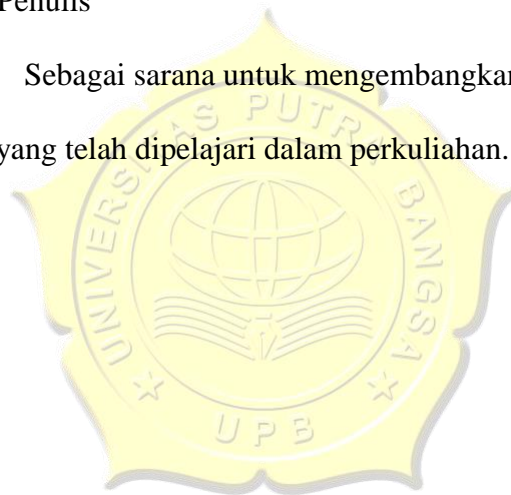 Penulis
Sebagai sarana untuk mengembangkan
yang telah dipelajari dalam perkuliahan.
UNIVERSITAS PUTRA BANGSA
UPB